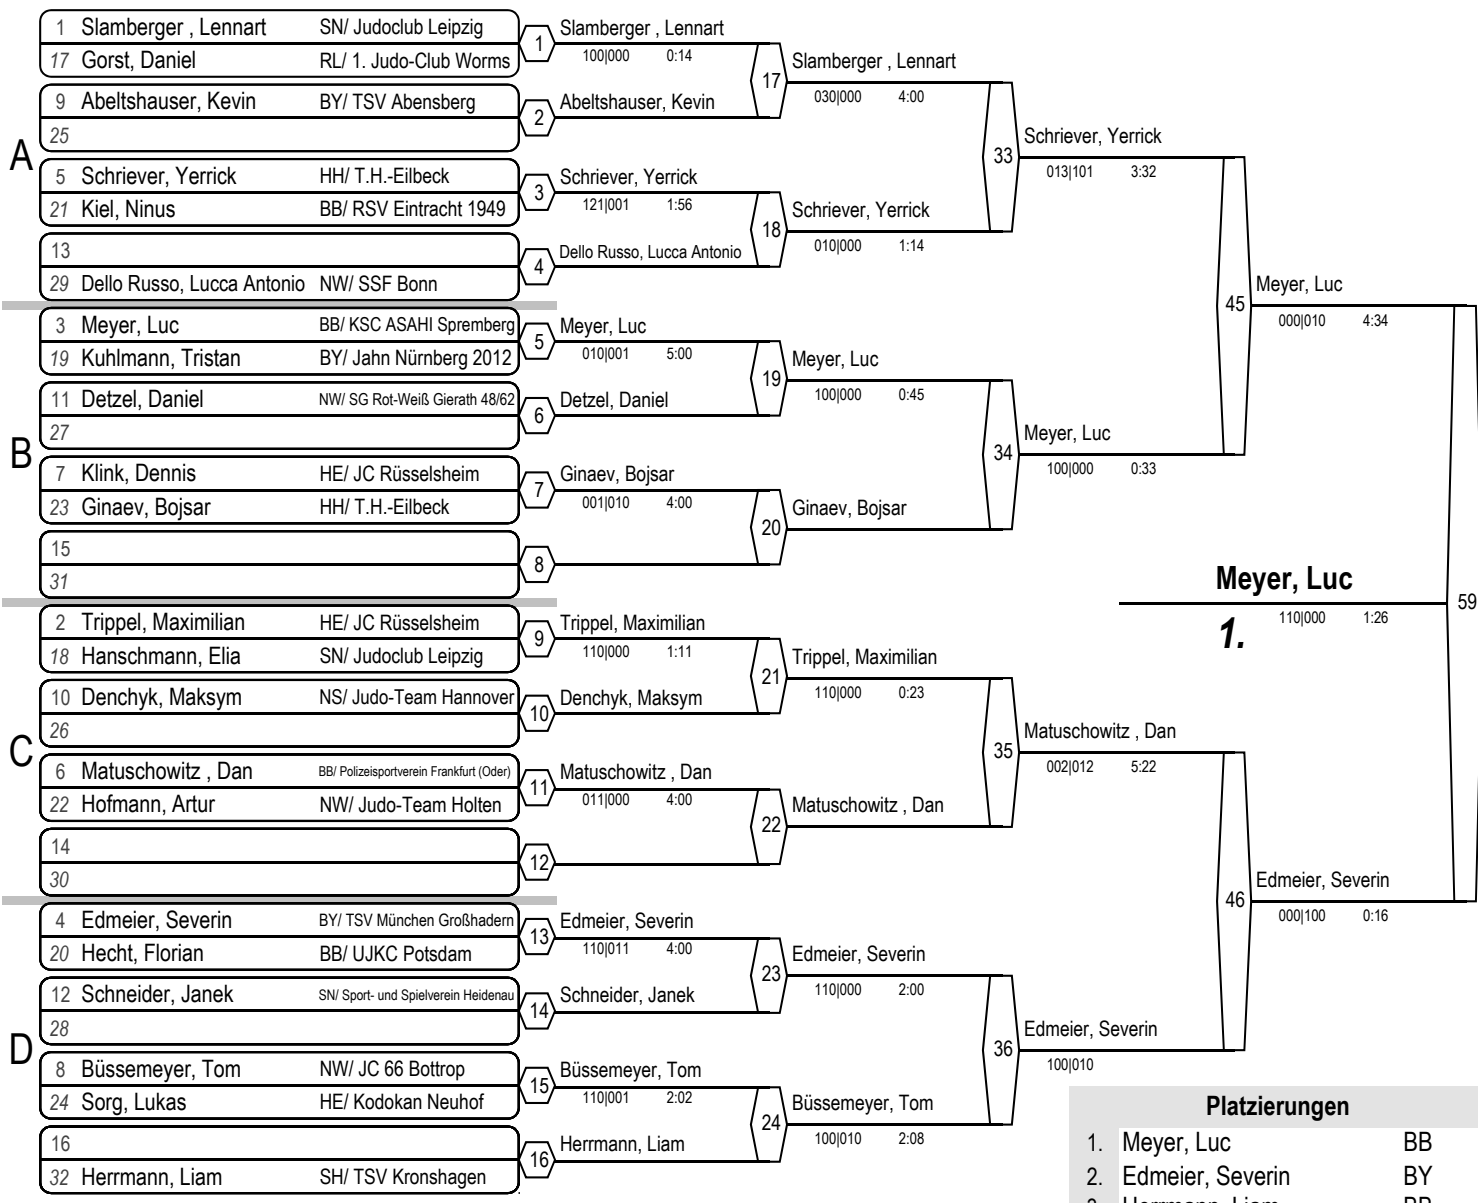 A
1 Slamberger , Lennart SN/ Judoclub Leipzig
17 Gorst, Daniel RL/ 1. Judo-Club Worms
9 Abeltshauser, Kevin BY/ TSV Abensberg
25
5 Schriever, Yerrick HH/ T.H.-Eilbeck
21 Kiel, Ninus BB/ RSV Eintracht 1949
13
29 Dello Russo, Lucca Antonio NW/ SSF Bonn
B
3 Meyer, Luc BB/ KSC ASAHI Spremberg
19 Kuhlmann, Tristan BY/ Jahn Nürnberg 2012
11 Detzel, Daniel NW/ SG Rot-Weiß Gierath 48/62
27
7 Klink, Dennis HE/ JC Rüsselsheim
23 Ginaev, Bojsar HH/ T.H.-Eilbeck
15
31
C
2 Trippel, Maximilian HE/ JC Rüsselsheim
18 Hanschmann, Elia SN/ Judoclub Leipzig
10 Denchyk, Maksym NS/ Judo-Team Hannover
26
6 Matuschowitz , Dan BB/ Polizeisportverein Frankfurt (Oder)
22 Hofmann, Artur NW/ Judo-Team Holten
14
30
D
4 Edmeier, Severin BY/ TSV München Großhadern
20 Hecht, Florian BB/ UJKC Potsdam
12 Schneider, Janek SN/ Sport- und Spielverein Heidenau
28
8 Büssemeyer, Tom NW/ JC 66 Bottrop
24 Sorg, Lukas HE/ Kodokan Neuhof
16
32 Herrmann, Liam SH/ TSV Kronshagen
1 Slamberger , Lennart
100|000 0:14
2 Abeltshauser, Kevin
3 Schriever, Yerrick
121|001 1:56
4 Dello Russo, Lucca Antonio
5 Meyer, Luc
010|001 5:00
6 Detzel, Daniel
7 Ginaev, Bojsar
001|010 4:00
8
9 Trippel, Maximilian
110|000 1:11
10 Denchyk, Maksym
11 Matuschowitz , Dan
011|000 4:00
12
13 Edmeier, Severin
110|011 4:00
14 Schneider, Janek
15 Büssemeyer, Tom
110|001 2:02
16 Herrmann, Liam
17 Slamberger , Lennart
030|000 4:00
18 Schriever, Yerrick
010|000 1:14
19 Meyer, Luc
100|000 0:45
20 Ginaev, Bojsar
21 Trippel, Maximilian
110|000 0:23
22 Matuschowitz , Dan
23 Edmeier, Severin
110|000 2:00
24 Büssemeyer, Tom
100|010 2:08
33 Schriever, Yerrick
013|101 3:32
34 Meyer, Luc
100|000 0:33
35 Matuschowitz , Dan
002|012 5:22
36 Edmeier, Severin
100|010
45 Meyer, Luc
000|010 4:34
46 Edmeier, Severin
000|100 0:16
59
Meyer, Luc
1. 110|000 1:26
Platzierungen
1. Meyer, Luc BB
2. Edmeier, Severin BY